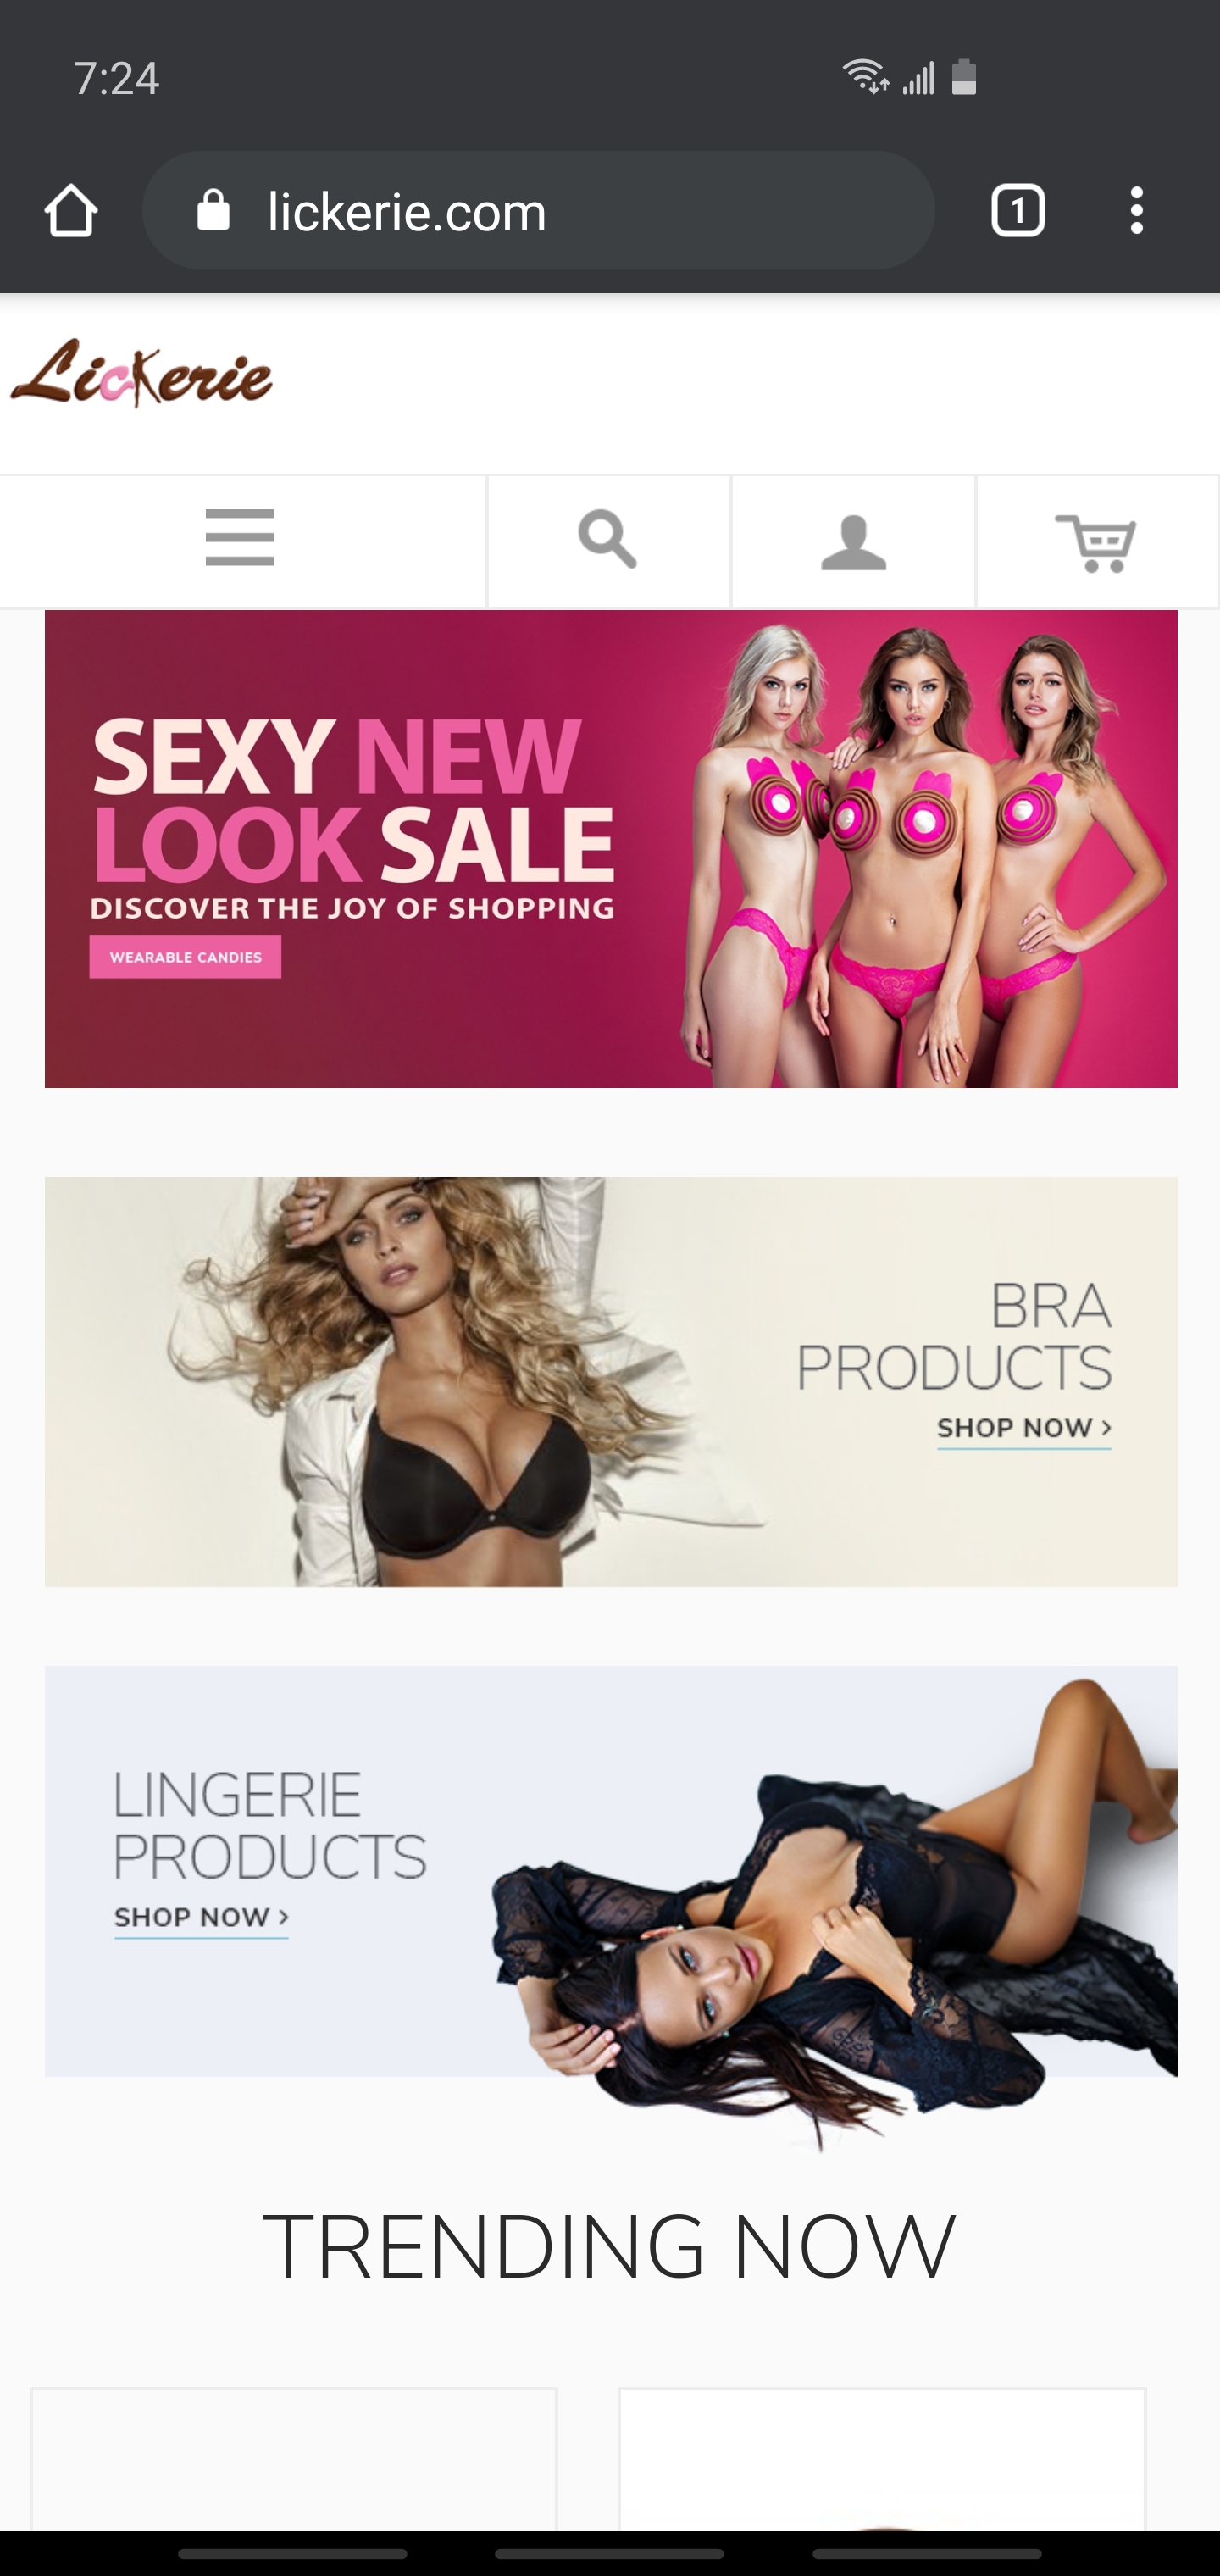 7:24
lickerie.com
1
Lickerie
SEXY NEW
LOOK SALE
DISCOVER THE JOY OF SHOPPING
WEARABLE CANDIES
BRA
PRODUCTS
SHOP NOW >
LINGERIE
PRODUCTS
SHOP NOW >
TRENDING NOW